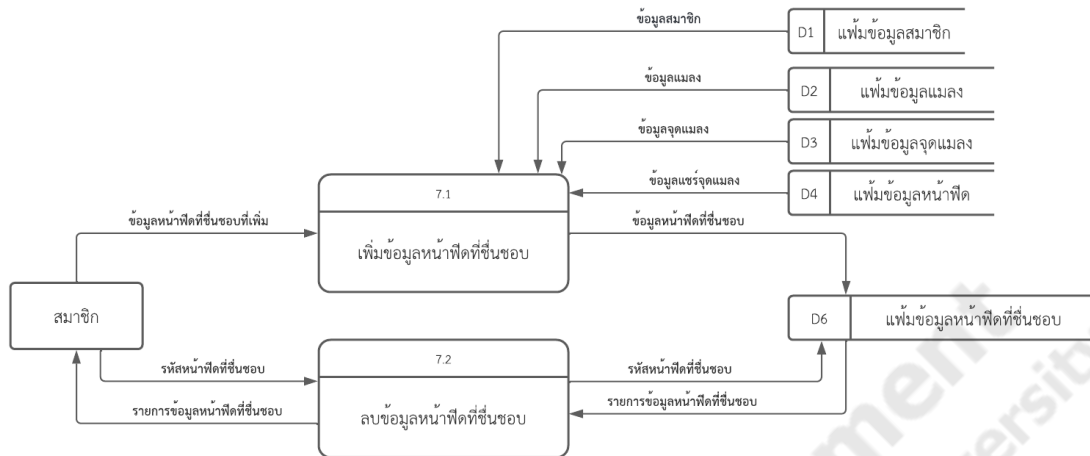 ข้อมูลสมาชิก
D1 แฟ้มข้อมูลสมาชิก
ข้อมูลแมลง
D2 แฟ้มข้อมูลแมลง
ข้อมูลจุดแมลง
D3 แฟ้มข้อมูลจุดแมลง
ข้อมูลแชร์จุดแมลง
D4 แฟ้มข้อมูลหน้าฟีด
7.1
เพิ่มข้อมูลหน้าฟีดที่ชื่นชอบ
ข้อมูลหน้าฟีดที่ชื่นชอบที่เพิ่ม
ข้อมูลหน้าฟีดที่ชื่นชอบ
สมาชิก
D6 แฟ้มข้อมูลหน้าฟีดที่ชื่นชอบ
7.2
ลบข้อมูลหน้าฟีดที่ชื่นชอบ
รหัสหน้าฟีดที่ชื่นชอบ
รหัสหน้าฟีดที่ชื่นชอบ
รายการข้อมูลหน้าฟีดที่ชื่นชอบ
รายการข้อมูลหน้าฟีดที่ชื่นชอบ